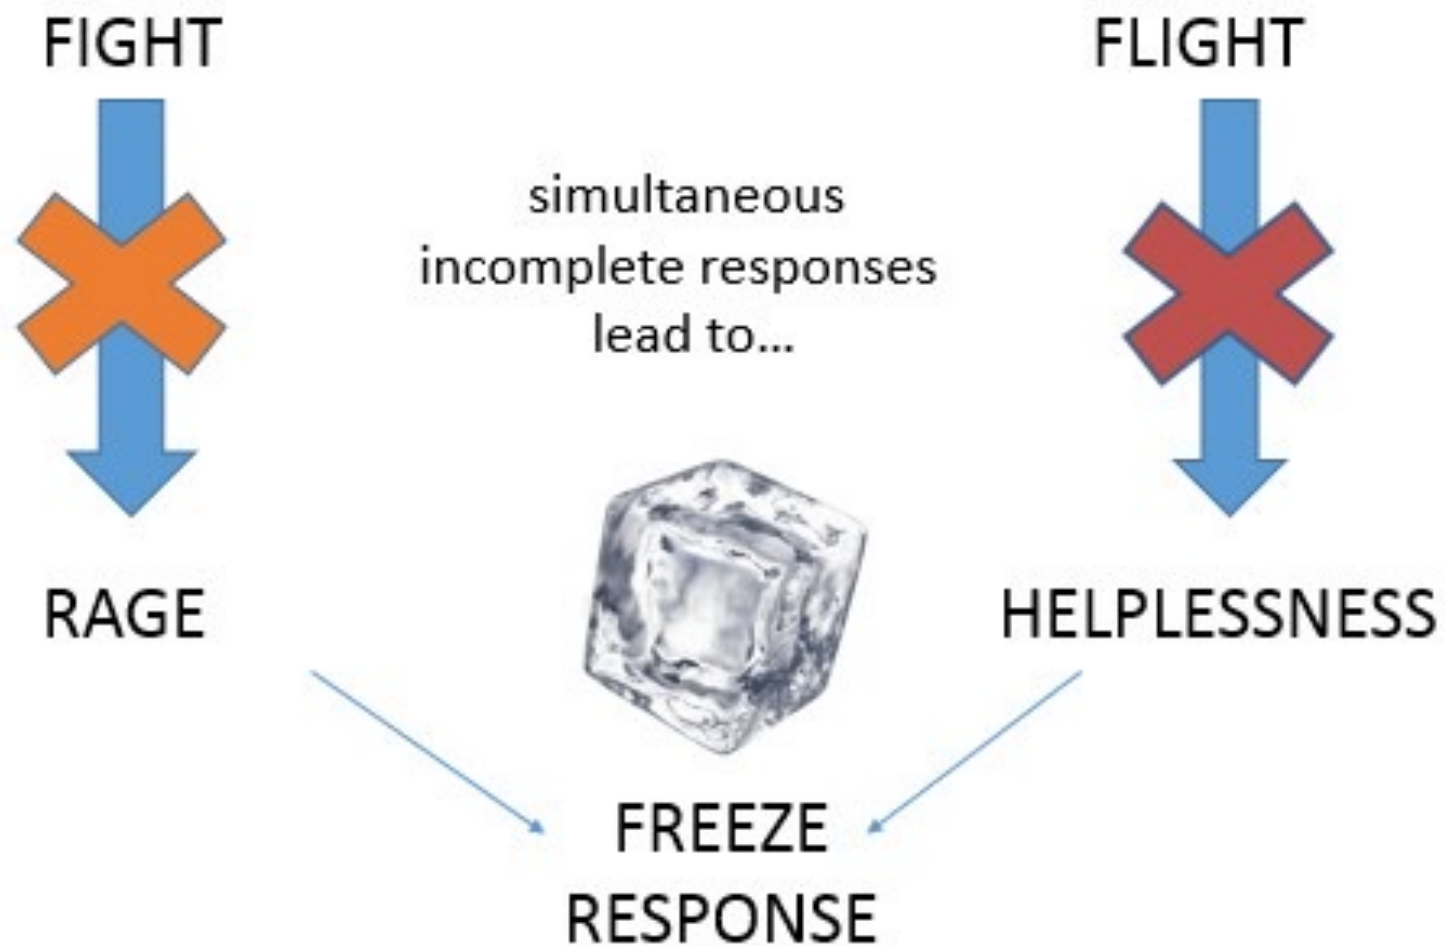 FIGHT
FLIGHT
simultaneous
incomplete responses
lead to...
RAGE
HELPLESSNESS
FREEZE
RESPONSE